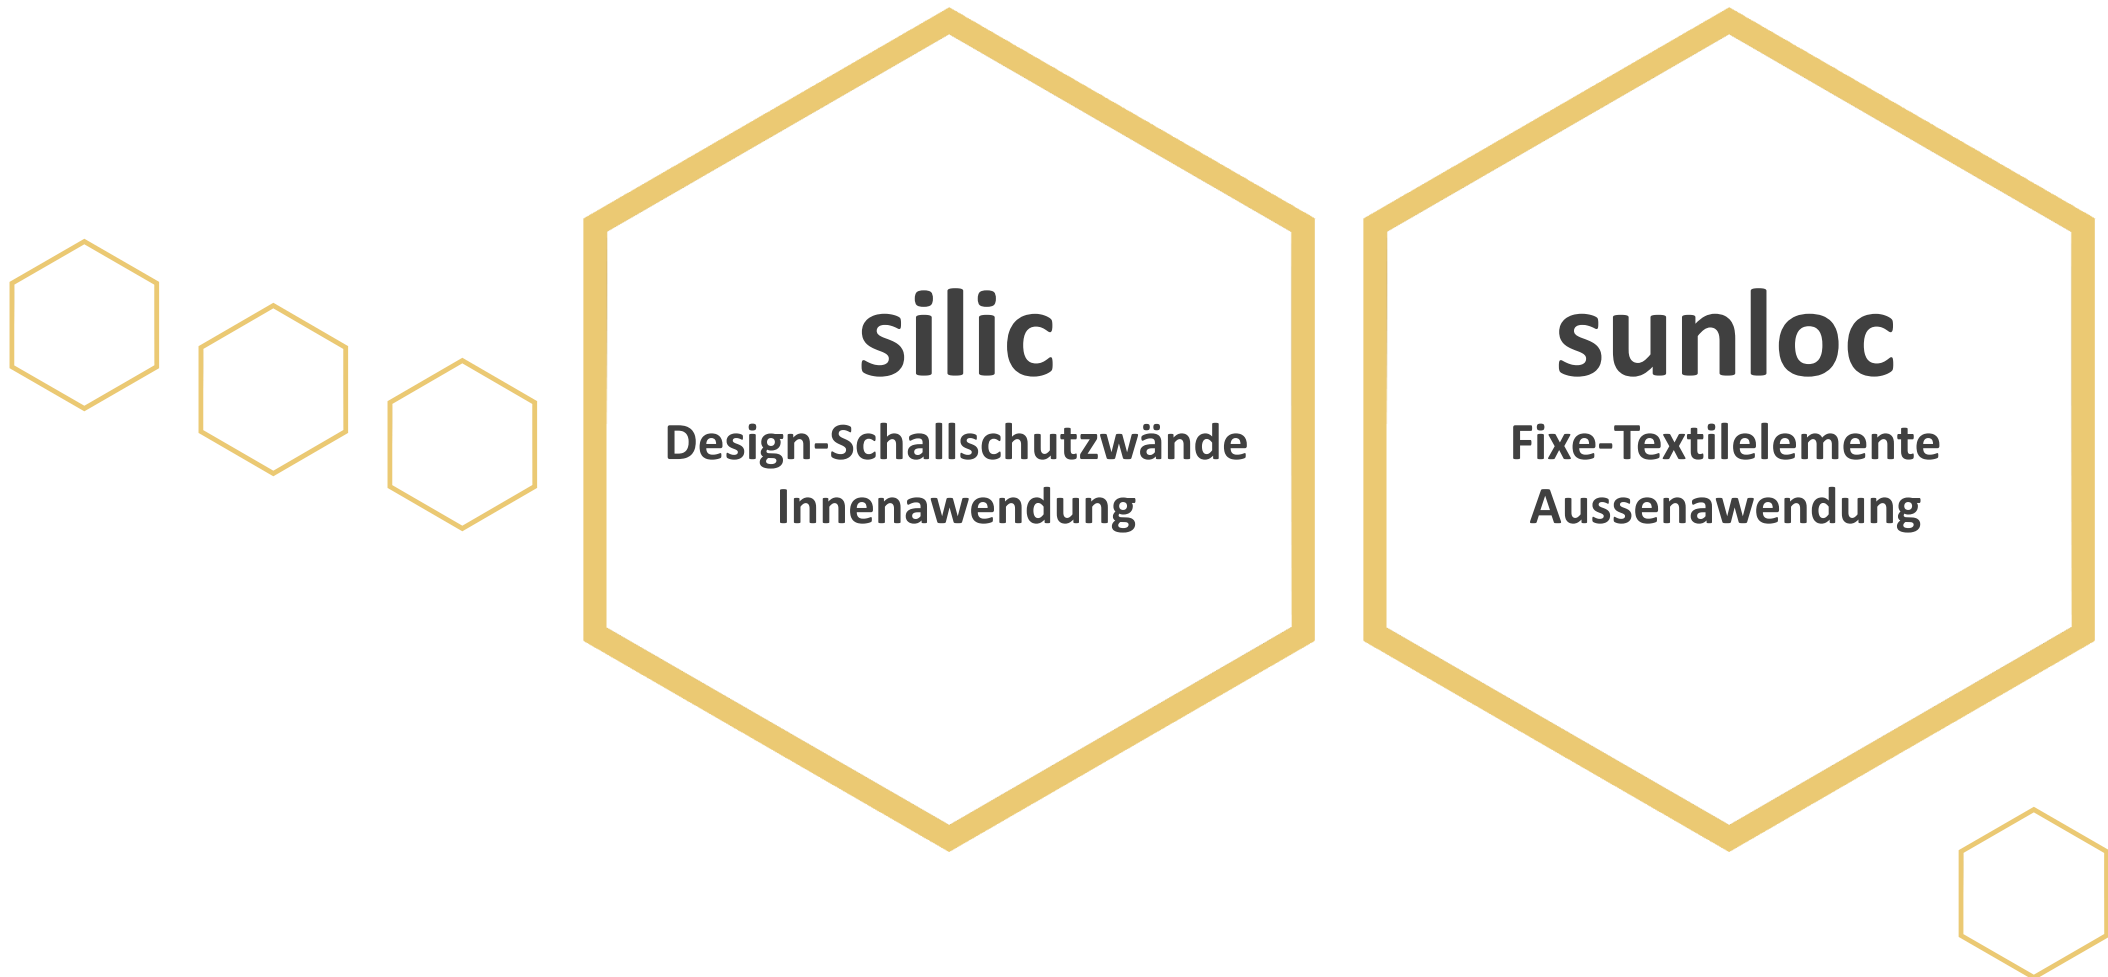 silic
Design-Schallschutzwände
Innenawendung
sunloc
Fixe-Textilelemente
Aussenawendung